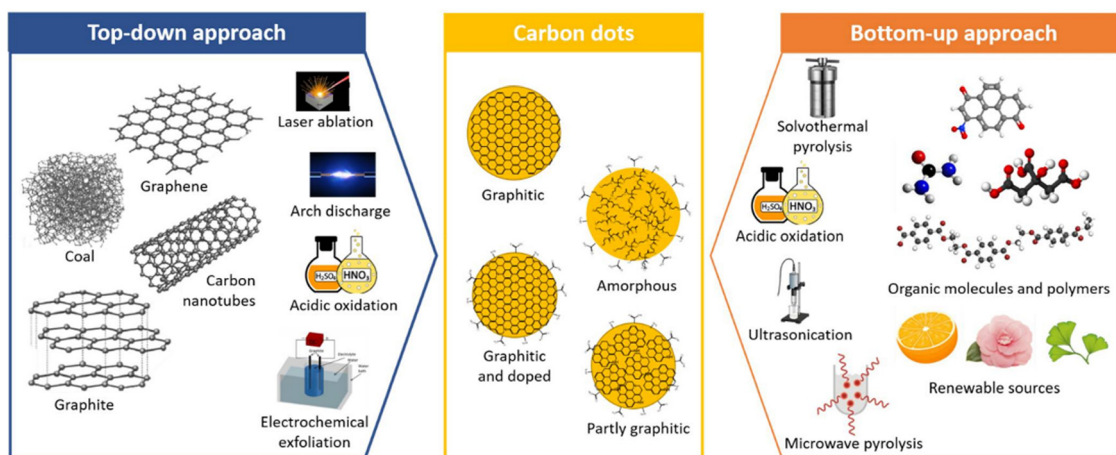 Top-down approach
Laser ablation
Graphene
Arch discharge
Coal
H₂SO₄
HNO₃
Carbon
nanotubes
Acidic oxidation
Graphite
Electrochemical
exfoliation
Carbon dots
Graphitic
Amorphous
Graphitic
and doped
Partly graphitic
Bottom-up approach
Solvothermal
pyrolysis
H₂SO₄
HNO₃
Acidic oxidation
Organic molecules and polymers
Ultrasonication
Renewable sources
Microwave pyrolysis